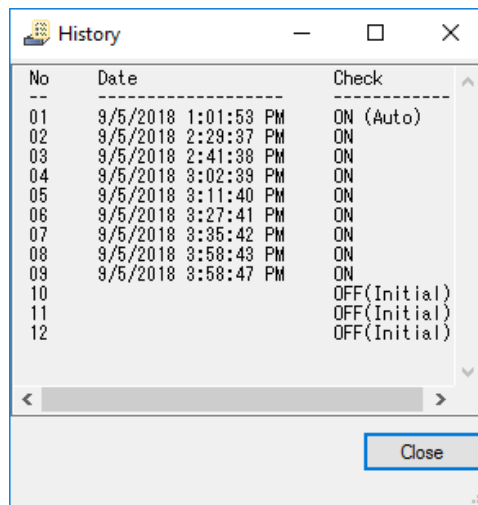 History
No Date Check
-- ------------------- ------------
01 9/5/2018 1:01:53 PM ON (Auto)
02 9/5/2018 2:29:37 PM ON
03 9/5/2018 2:41:38 PM ON
04 9/5/2018 3:02:39 PM ON
05 9/5/2018 3:11:40 PM ON
06 9/5/2018 3:27:41 PM ON
07 9/5/2018 3:35:42 PM ON
08 9/5/2018 3:58:43 PM ON
09 9/5/2018 3:58:47 PM ON
10 OFF(Initial)
11 OFF(Initial)
12 OFF(Initial)
Close